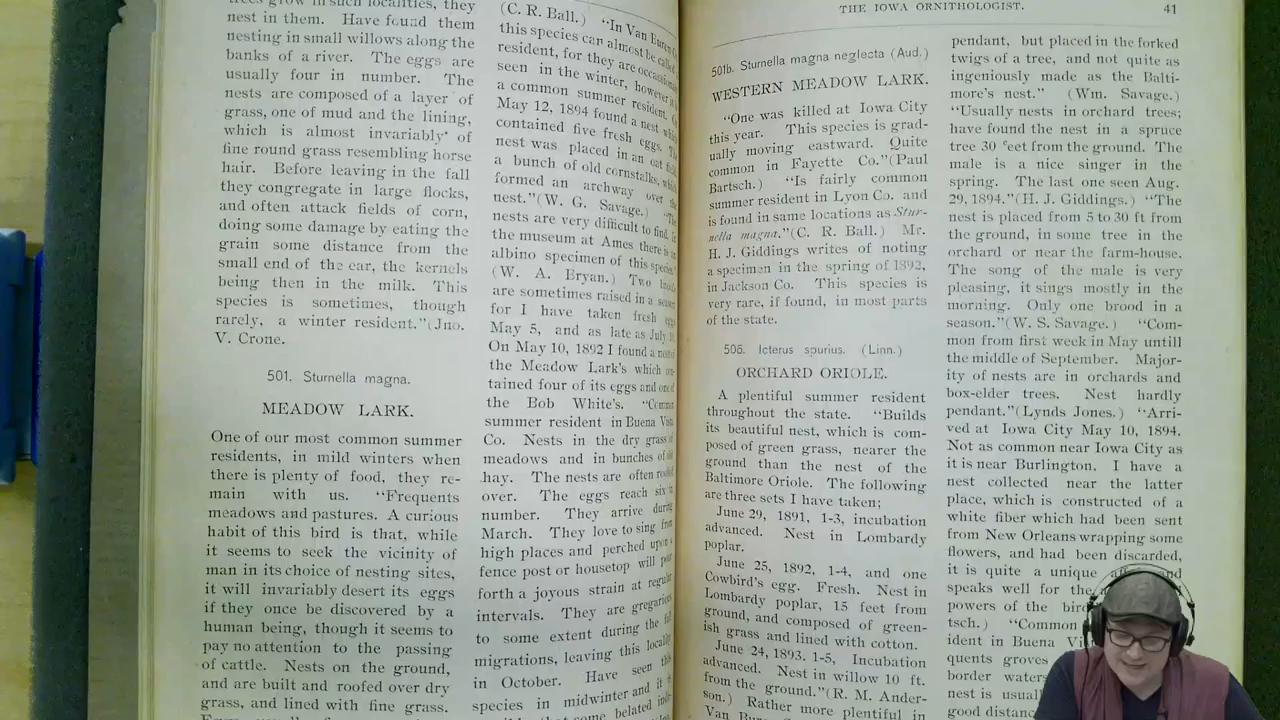 trees grow in such localities, they
nest in them. Have found them
nesting in small willows along the
banks of a river. The eggs are
usually four in number. The
nests are composed of a layer of
grass, one of mud and the lining,
which is almost invariably of
fine round grass resembling horse
hair. Before leaving in the fall
they congregate in large flocks,
and often attack fields of corn,
doing some damage by eating the
grain some distance from the
small end of the ear, the kernels
being then in the milk. This
species is sometimes, though
rarely, a winter resident."(Jno.
V. Crone.
501. Sturnella magna.
MEADOW LARK.
One of our most common summer
residents, in mild winters when
there is plenty of food, they re-
main with us. "Frequents
meadows and pastures. A curious
habit of this bird is that, while
it seems to seek the vicinity of
man in its choice of nesting sites,
it will invariably desert its eggs
if they once be discovered by a
human being, though it seems to
pay no attention to the passing
of cattle. Nests on the ground,
and are built and roofed over dry
grass, and lined with fine grass.
(C. R. Ball.) "In Van Buren
this species can almost be
resident, for they are
seen in the winter, however
a common summer resident.
May 12, 1894 found a nest
contained five fresh eggs.
nest was placed in an oat
a bunch of old cornstalks,
formed an archway over
nest."(W. G. Savage.)
nests are very difficult to find,
the museum at Ames there is
albino specimen of this species
(W. A. Bryan.) Two
are sometimes raised in a
for I have taken fresh
May 5, and as late as July
On May 10, 1892 I found a nest
the Meadow Lark's which
tained four of its eggs and one
the Bob White's.
summer resident in Buena Vista
Co. Nests in the dry grass
meadows and in bunches of
hay. The nests are often
over. The eggs reach six
number. They arrive during
March. They love to sing from
high places and perched upon
fence post or housetop will pour
forth a joyous strain at regular
intervals. They are gregarious
to some extent during the
migrations, leaving this locality
in October. Have seen this
species in midwinter and it
THE IOWA ORNITHOLOGIST.
41
501b. Sturnella magna neglecta (Aud.)
WESTERN MEADOW LARK.
"One was killed at Iowa City
this year. This species is grad-
ually moving eastward. Quite
common in Fayette Co."(Paul
Bartsch.) "Is fairly common
summer resident in Lyon Co. and
is found in same locations as Stur-
nella magna."(C. R. Ball.) Mr.
H. J. Giddings writes of noting
a specimen in the spring of 1892,
in Jackson Co. This species is
very rare, if found, in most parts
of the state.
506. Icterus spurius. (Linn.)
ORCHARD ORIOLE.
A plentiful summer resident
throughout the state. "Builds
its beautiful nest, which is com-
posed of green grass, nearer the
ground than the nest of the
Baltimore Oriole. The following
are three sets I have taken;
June 29, 1891, 1-3, incubation
advanced. Nest in Lombardy
poplar.
June 25, 1892, 1-4, and one
Cowbird's egg. Fresh. Nest in
Lombardy poplar, 15 feet from
ground, and composed of green-
ish grass and lined with cotton.
June 24, 1893. 1-5, Incubation
advanced. Nest in willow 10 ft.
from the ground."(R. M. Ander-
son.) Rather more plentiful in
pendant, but placed in the forked
twigs of a tree, and not quite as
ingeniously made as the Balti-
more's nest." (Wm. Savage.)
"Usually nests in orchard trees;
have found the nest in a spruce
tree 30 feet from the ground. The
male is a nice singer in the
spring. The last one seen Aug.
29, 1894."(H. J. Giddings.) "The
nest is placed from 5 to 30 ft from
the ground, in some tree in the
orchard or near the farm-house.
The song of the male is very
pleasing, it sings mostly in the
morning. Only one brood in a
season."(W. S. Savage.) "Com-
mon from first week in May untill
the middle of September. Major-
ity of nests are in orchards and
box-elder trees. Nest hardly
pendant."(Lynds Jones.) "Arri-
ved at Iowa City May 10, 1894.
Not as common near Iowa City as
it is near Burlington. I have a
nest collected near the latter
place, which is constructed of a
white fiber which had been sent
from New Orleans wrapping some
flowers, and had been discarded,
it is quite a unique and
speaks well for the
powers of the
tsch.) "Common
ident in Buena
quents groves
border
nest is
good